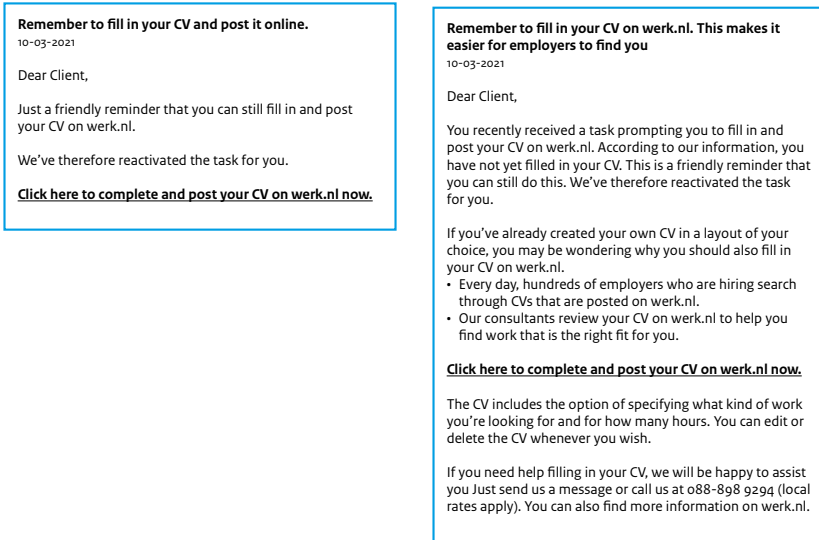 Remember to fill in your CV and post it online.
10-03-2021
Dear Client,
Just a friendly reminder that you can still fill in and post
your CV on werk.nl.
We've therefore reactivated the task for you.
Click here to complete and post your CV on werk.nl now.
Remember to fill in your CV on werk.nl. This makes it
easier for employers to find you
10-03-2021
Dear Client,
You recently received a task prompting you to fill in and
post your CV on werk.nl. According to our information, you
have not yet filled in your CV. This is a friendly reminder that
you can still do this. We've therefore reactivated the task
for you.
If you've already created your own CV in a layout of your
choice, you may be wondering why you should also fill in
your CV on werk.nl.
• Every day, hundreds of employers who are hiring search
through CVs that are posted on werk.nl.
• Our consultants review your CV on werk.nl to help you
find work that is the right fit for you.
Click here to complete and post your CV on werk.nl now.
The CV includes the option of specifying what kind of work
you're looking for and for how many hours. You can edit or
delete the CV whenever you wish.
If you need help filling in your CV, we will be happy to assist
you Just send us a message or call us at 088-898 9294 (local
rates apply). You can also find more information on werk.nl.